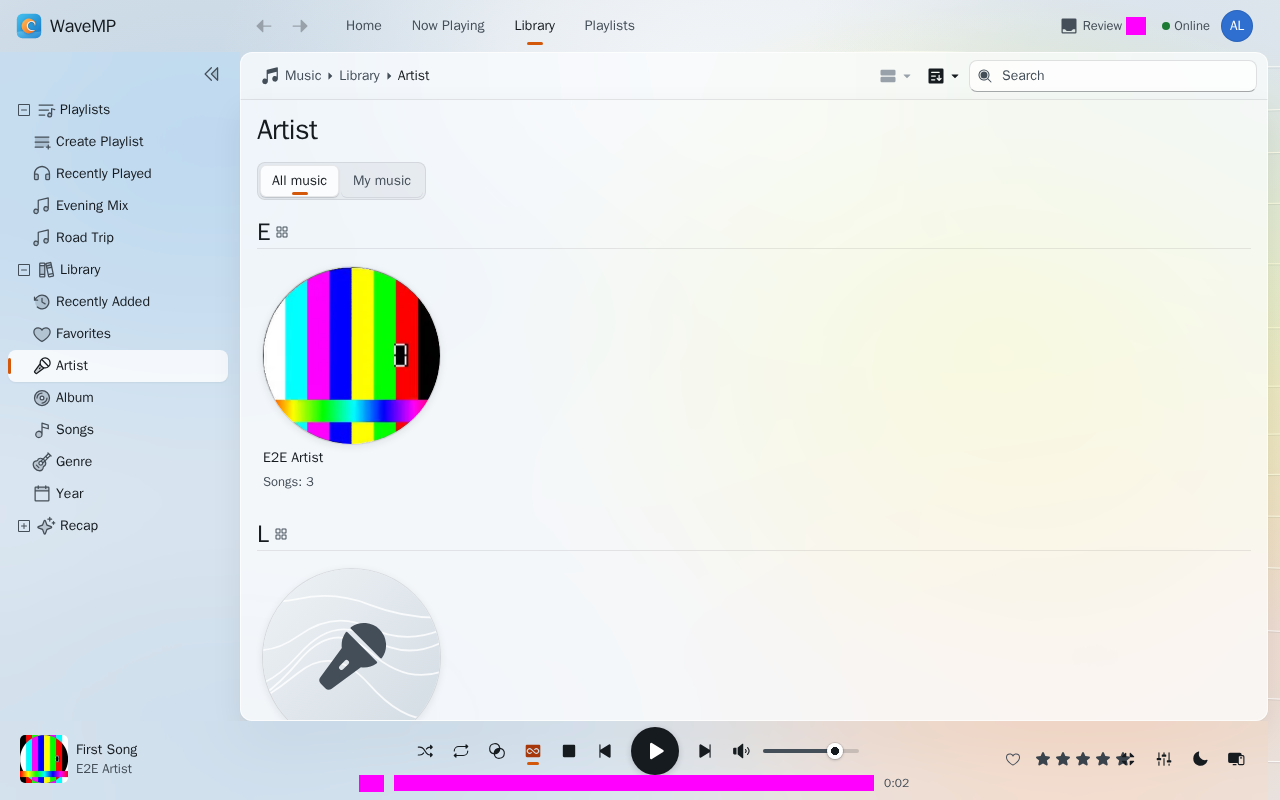 WaveMP
Home
Now Playing
Library
Playlists
Review
Online
AL
Music
Library
Artist
Search
Playlists
Create Playlist
Recently Played
Evening Mix
Road Trip
Library
Recently Added
Favorites
Artist
Album
Songs
Genre
Year
Recap
Artist
All music
My music
E
E2E Artist
Songs: 3
L
First Song
E2E Artist
0:02